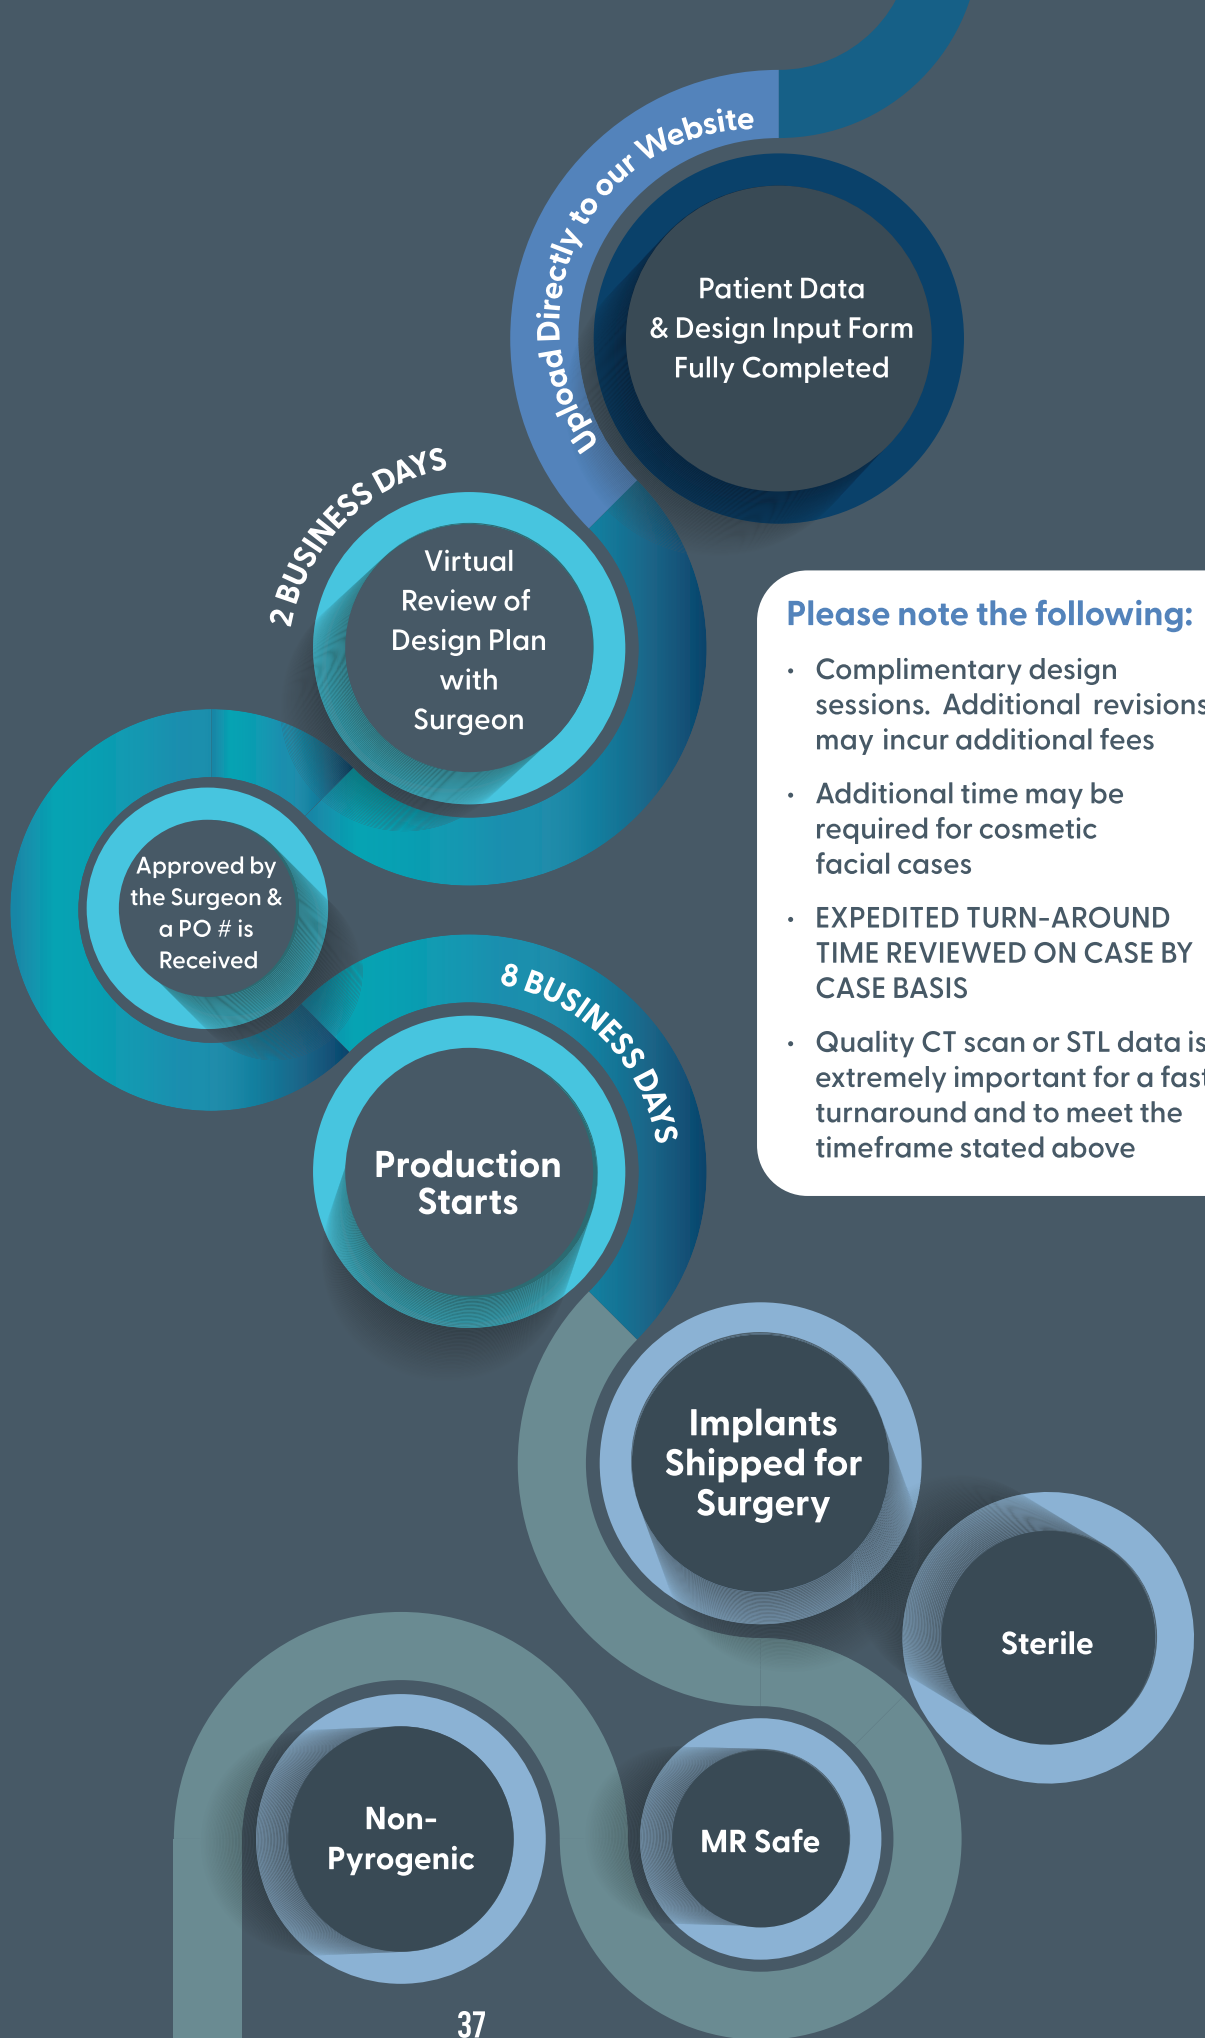 Upload Directly to our Website
Patient Data
& Design Input Form
Fully Completed
2 BUSINESS DAYS
Virtual
Review of
Design Plan
with
Surgeon
Please note the following:
• Complimentary design
sessions. Additional revisions
may incur additional fees
• Additional time may be
required for cosmetic
facial cases
• EXPEDITED TURN-AROUND
TIME REVIEWED ON CASE BY
CASE BASIS
• Quality CT scan or STL data is
extremely important for a fast
turnaround and to meet the
timeframe stated above
Approved by
the Surgeon &
a PO # is
Received
8 BUSINESS DAYS
Production
Starts
Implants
Shipped for
Surgery
Sterile
MR Safe
Non-
Pyrogenic
37